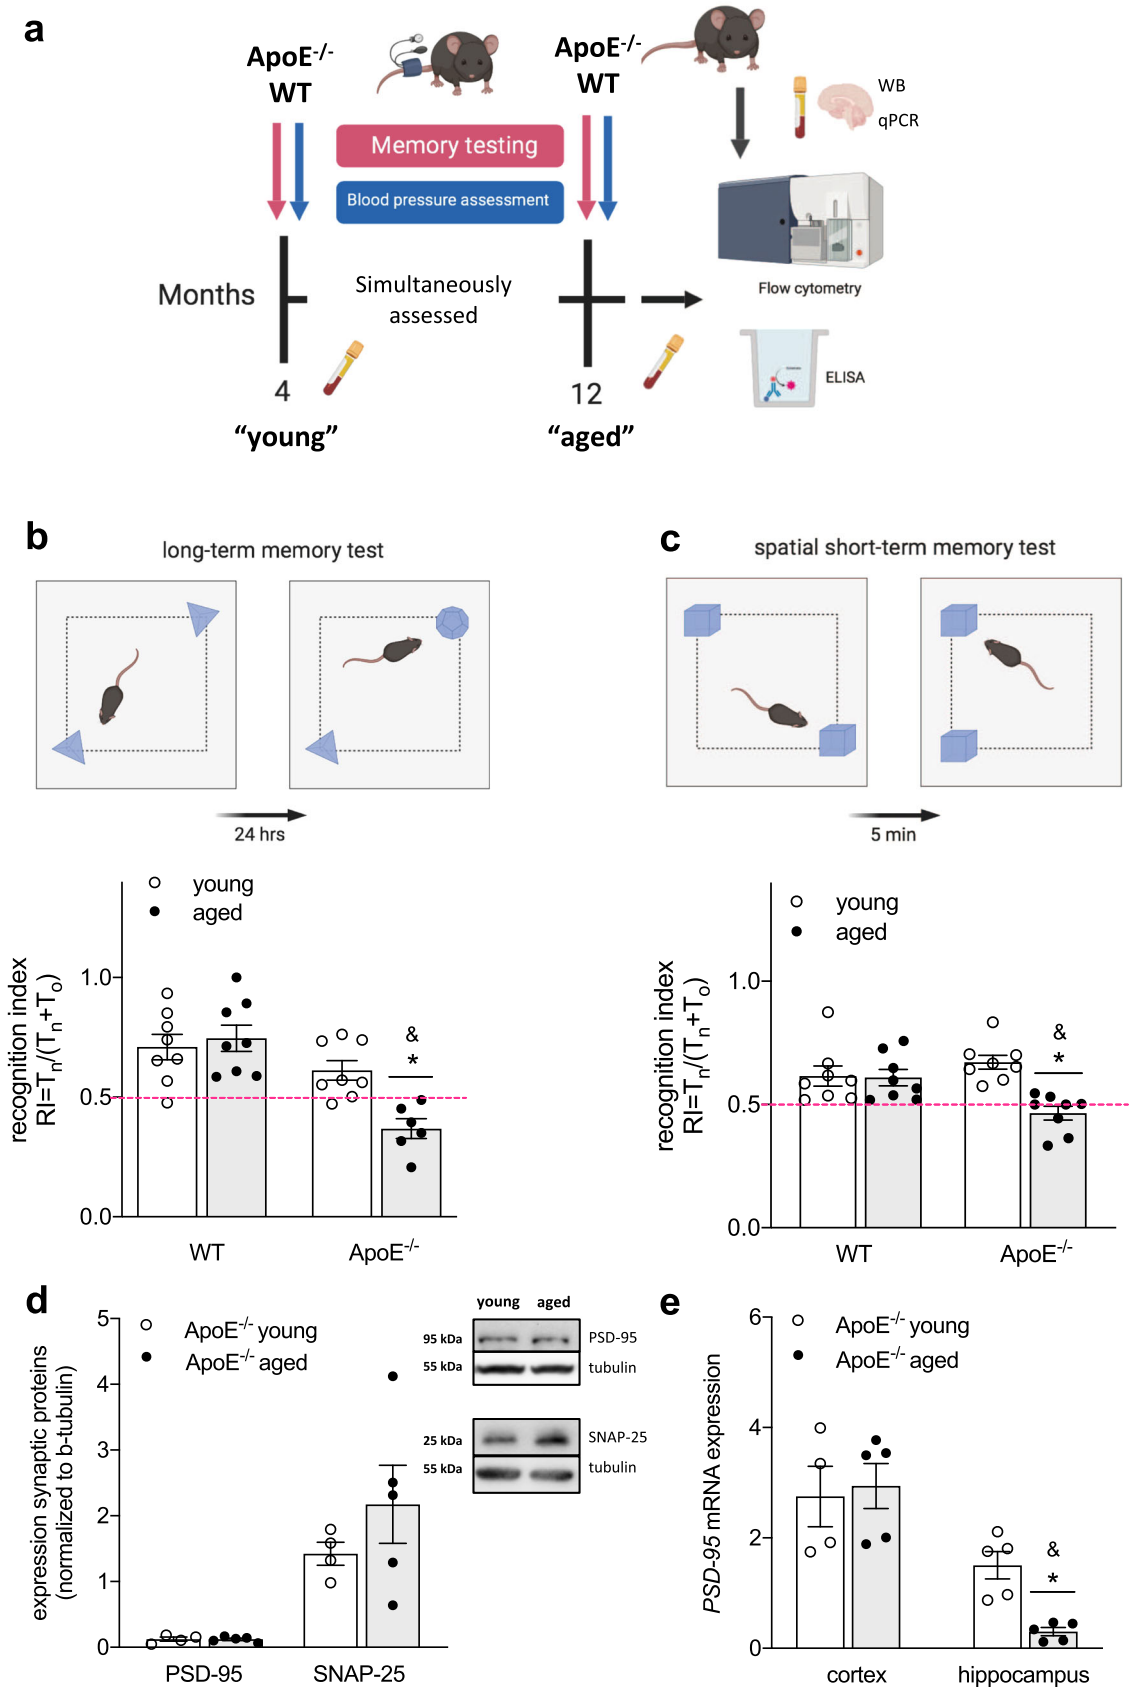 a
ApoE-/-
WT
ApoE-/-
WT
WB
qPCR
Memory testing
Blood pressure assessment
Months
Simultaneously
assessed
Flow cytometry
ELISA
4
12
“young”
“aged”
b
long-term memory test
24 hrs
c
spatial short-term memory test
5 min
young
aged
recognition index
RI=Tn/(Tn+To)
1.0
0.5
0.0
&
*
WT
ApoE-/-
young
aged
recognition index
RI=Tn/(Tn+To)
1.0
0.5
0.0
&
*
WT
ApoE-/-
d
ApoE-/- young
ApoE-/- aged
expression synaptic proteins
(normalized to b-tubulin)
5
4
3
2
1
0
PSD-95
SNAP-25
young aged
95 kDa PSD-95
55 kDa tubulin
25 kDa SNAP-25
55 kDa tubulin
e
ApoE-/- young
ApoE-/- aged
PSD-95 mRNA expression
6
4
2
0
&
*
cortex
hippocampus